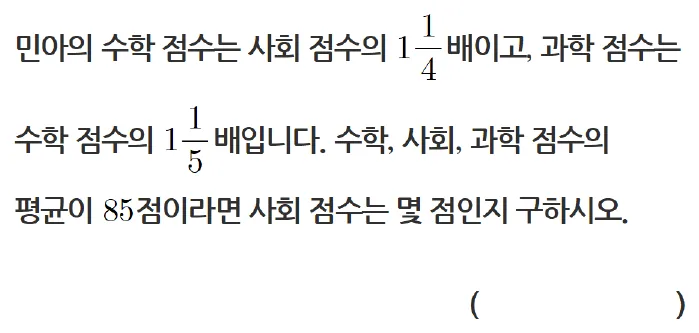 민아의 수학 점수는 사회 점수의 1 1/4 배이고, 과학 점수는
수학 점수의 1 1/5 배입니다. 수학, 사회, 과학 점수의
평균이 85점이라면 사회 점수는 몇 점인지 구하시오.
(          )